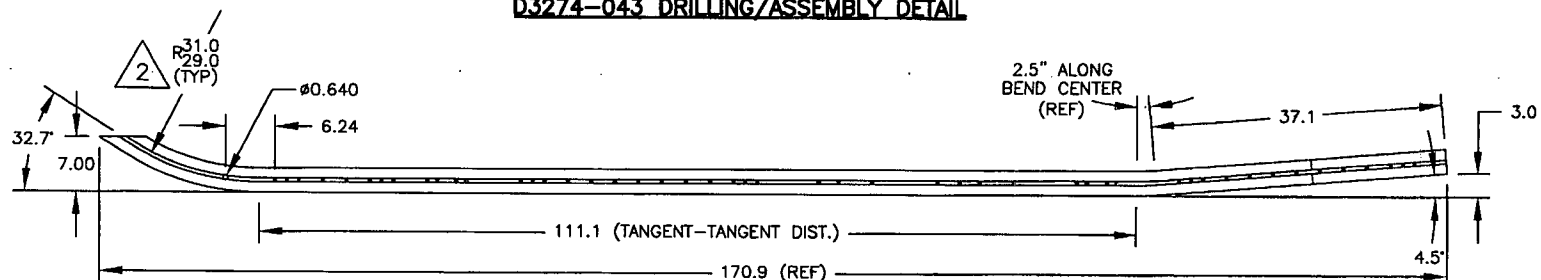 D3274-043 DRILLING/ASSEMBLY DETAIL
R31.0
29.0
(TYP)
2
Ø0.640
6.24
2.5" ALONG
BEND CENTER
(REF)
37.1
3.0
32.7°
7.00
111.1 (TANGENT-TANGENT DIST.)
4.5°
170.9 (REF)